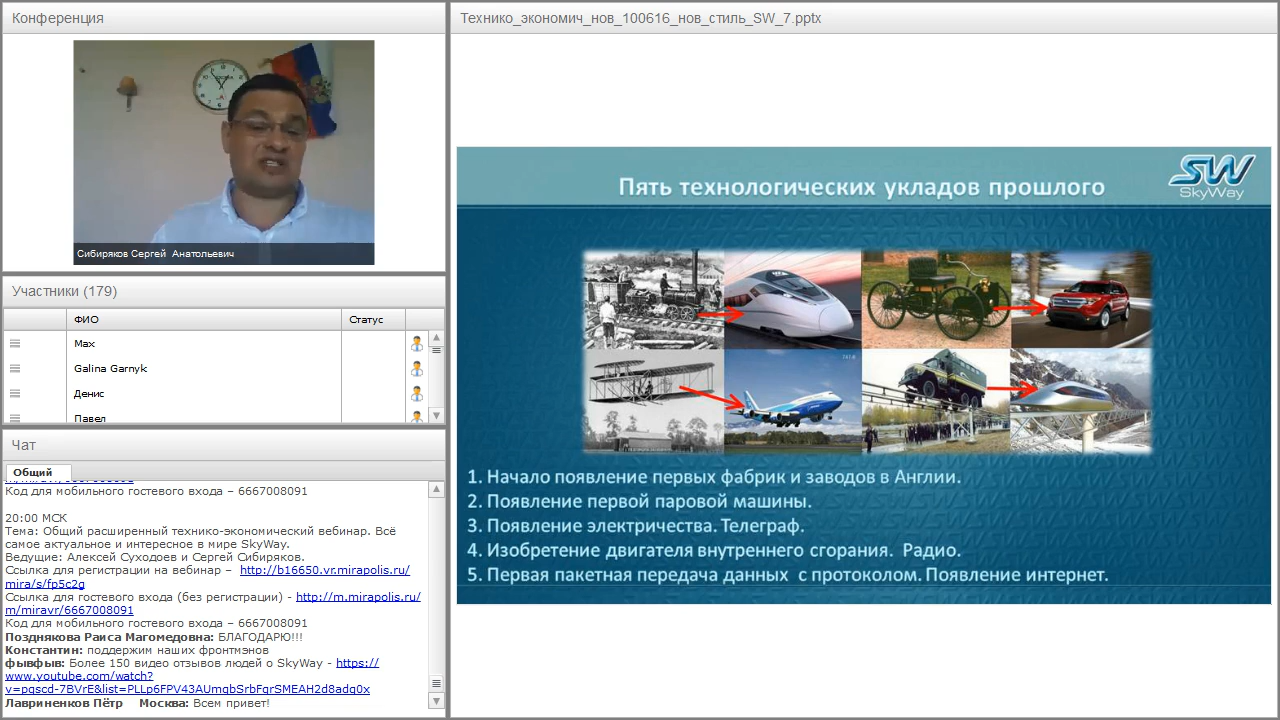 Конференция
Сибиряков Сергей Анатольевич
Участники (179)
ФИО Статус
Max
Galina Garnyk
Денис
Павел
Чат
Общий
Код для мобильного гостевого входа – 6667008091
20:00 МСК
Тема: Общий расширенный технико-экономический вебинар. Всё
самое актуальное и интересное в мире SkyWay.
Ведущие: Алексей Суходоев и Сергей Сибиряков.
Ссылка для регистрации на вебинар – http://b16650.vr.mirapolis.ru/
mira/s/fp5c2g
Ссылка для гостевого входа (без регистрации) - http://m.mirapolis.ru/
m/miravr/6667008091
Код для мобильного гостевого входа – 6667008091
Позднякова Раиса Магомедовна: БЛАГОДАРЮ!!!
Константин: поддержим наших фронтмэнов
фывфыв: Более 150 видео отзывов людей о SkyWay - https://
www.youtube.com/watch?
v=pgscd-7BVrE&list=PLLp6FPV43AUmgbSrbFgrSMEAH2d8adq0x
Лавриненков Пётр Москва: Всем привет!
Технико_экономич_нов_100616_нов_стиль_SW_7.pptx
Пять технологических укладов прошлого
SW
SkyWay
1. Начало появление первых фабрик и заводов в Англии.
2. Появление первой паровой машины.
3. Появление электричества. Телеграф.
4. Изобретение двигателя внутреннего сгорания. Радио.
5. Первая пакетная передача данных с протоколом. Появление интернет.